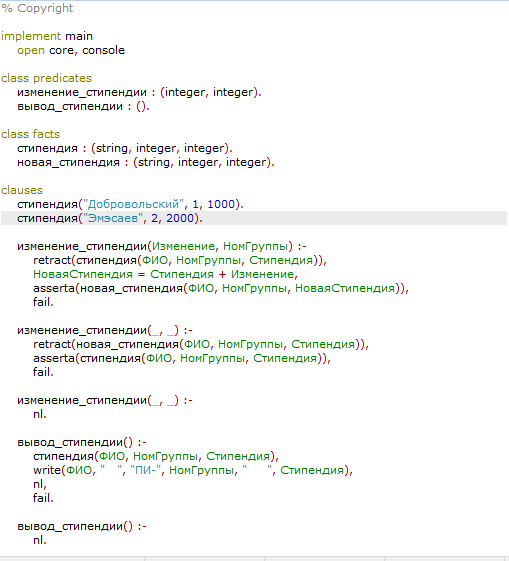 % Copyright
implement main
open core, console
class predicates
изменение_стипендии : (integer, integer).
вывод_стипендии : ().
class facts
стипендия : (string, integer, integer).
новая_стипендия : (string, integer, integer).
clauses
стипендия("Добровольский", 1, 1000).
стипендия("Эмэсаев", 2, 2000).
изменение_стипендии(Изменение, НомГруппы) :-
retract(стипендия(ФИО, НомГруппы, Стипендия)),
НоваяСтипендия = Стипендия + Изменение,
asserta(новая_стипендия(ФИО, НомГруппы, НоваяСтипендия)),
fail.
изменение_стипендии(_, _) :-
retract(новая_стипендия(ФИО, НомГруппы, Стипендия)),
asserta(стипендия(ФИО, НомГруппы, Стипендия)),
fail.
изменение_стипендии(_, _) :-
nl.
вывод_стипендии() :-
стипендия(ФИО, НомГруппы, Стипендия),
write(ФИО, "   ", "ПИ-", НомГруппы, "     ", Стипендия),
nl,
fail.
вывод_стипендии() :-
nl.